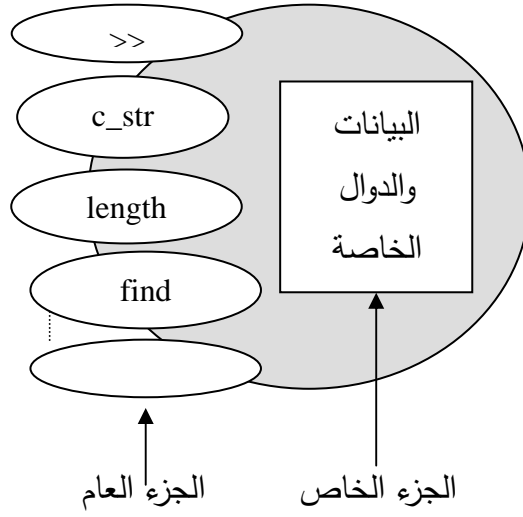 >>
c_str
length
find
البيانات
والدوال
الخاصة
الجزء العام
الجزء الخاص